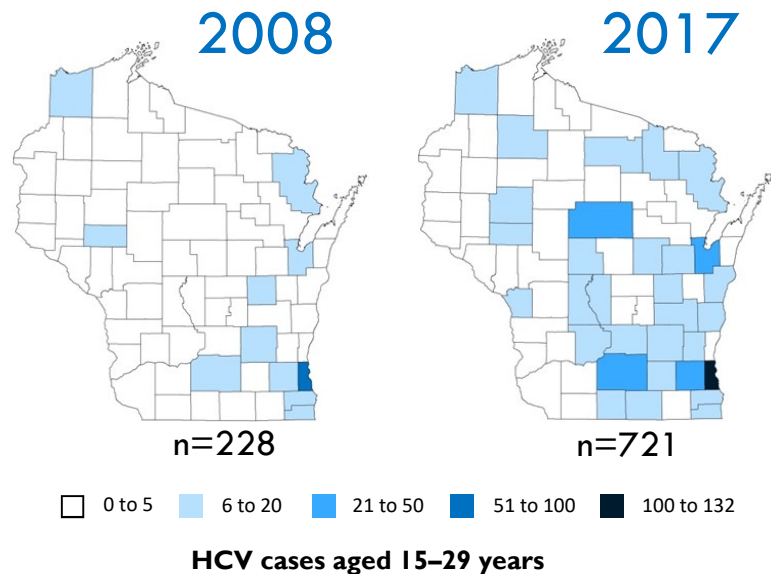 2008 2017
n=228 n=721
0 to 5 6 to 20 21 to 50 51 to 100 100 to 132
HCV cases aged 15–29 years